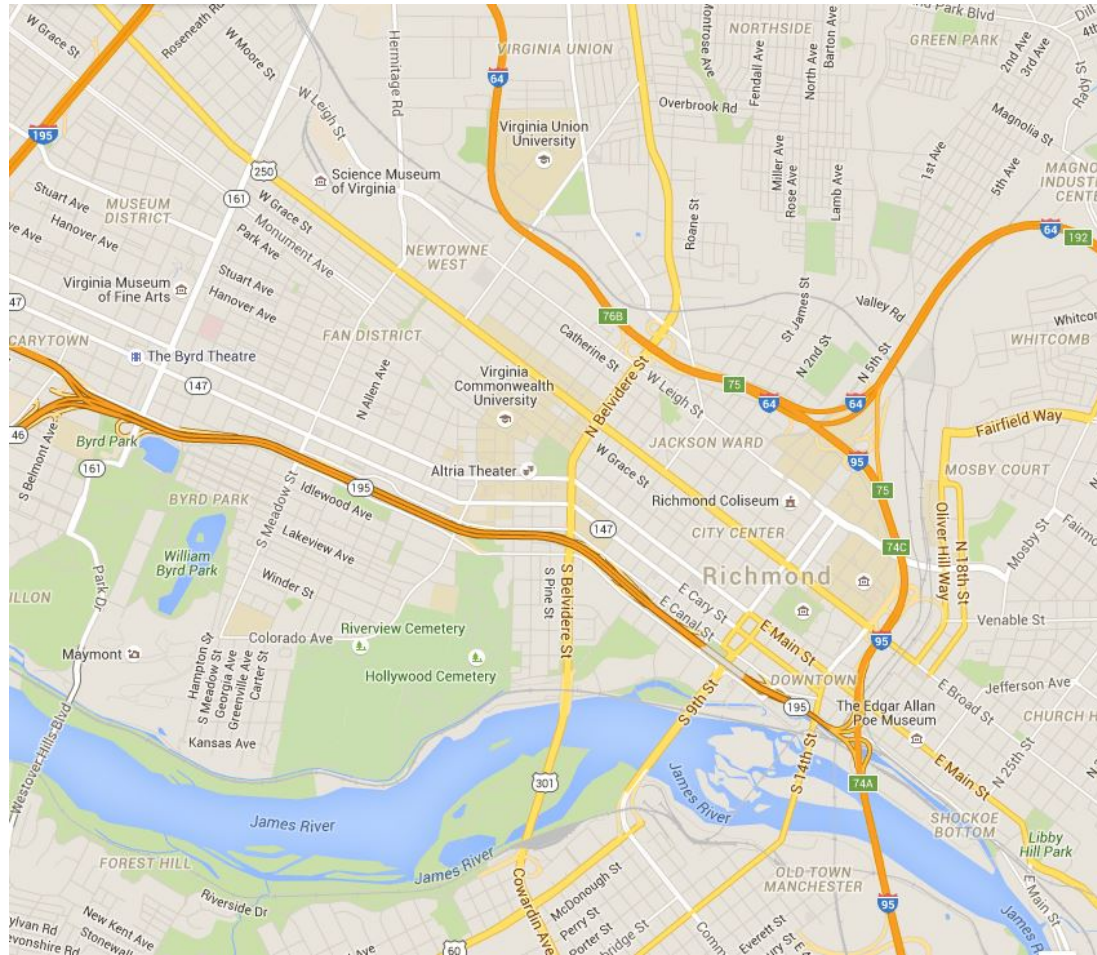 W Grace St
Roseneath Rd
W Moore St
Hermitage Rd
VIRGINIA UNION
64
Montrose Ave
NORTHSIDE
Fendall Ave
North Ave
Barton Ave
GREEN PARK
2nd Ave
3rd Ave
Rady St
4th
Overbrook Rd
Magnolia St
W Leigh St
195
Virginia Union
University
250
Science Museum
of Virginia
161
Stuart Ave
MUSEUM
DISTRICT
Hanover Ave
W Grace St
Monument Ave
Park Ave
Miller Ave
Rose Ave
Lamb Ave
1st Ave
5th Ave
Roane St
64
192
NEWTOWNE
WEST
Virginia Museum
of Fine Arts
Stuart Ave
Hanover Ave
FAN DISTRICT
76B
St James St
Valley Rd
WHITCOMB
Catherine St
N 2nd St
N 5th St
The Byrd Theatre
147
N Allen Ave
Virginia
Commonwealth
University
N Belvidere St
W Leigh St
75
64
64
Fairfield Way
S Belmont Ave
Byrd Park
JACKSON WARD
W Grace St
95
MOSBY COURT
161
Altria Theater
195
Idlewood Ave
BYRD PARK
S Meadow St
Richmond Coliseum
75
147
CITY CENTER
74C
Oliver Hill Way
N 18th St
Mosby St
Lakeview Ave
William
Byrd Park
Winder St
Park Dr
S Pine St
S Belvidere St
Richmond
E Cary St
E Canal St
E Main St
Venable St
Colorado Ave
Riverview Cemetery
Hollywood Cemetery
Maymont
95
DOWNTOWN
Hampton St
S Meadow St
Georgia Ave
Greenville Ave
Carter St
Kansas Ave
S 9th St
195
E Broad St
Jefferson Ave
The Edgar Allan
Poe Museum
N 25th St
Westover Hills Blvd
S 14th St
E Main St
301
74A
James River
James River
James River
SHOCKOE
BOTTOM
Libby
Hill Park
FOREST HILL
Cowardin Ave
OLD TOWN
MANCHESTER
Riverside Dr
McDonough St
Perry St
Porter St
New Kent Ave
60
Everett St
95
E Main St
James